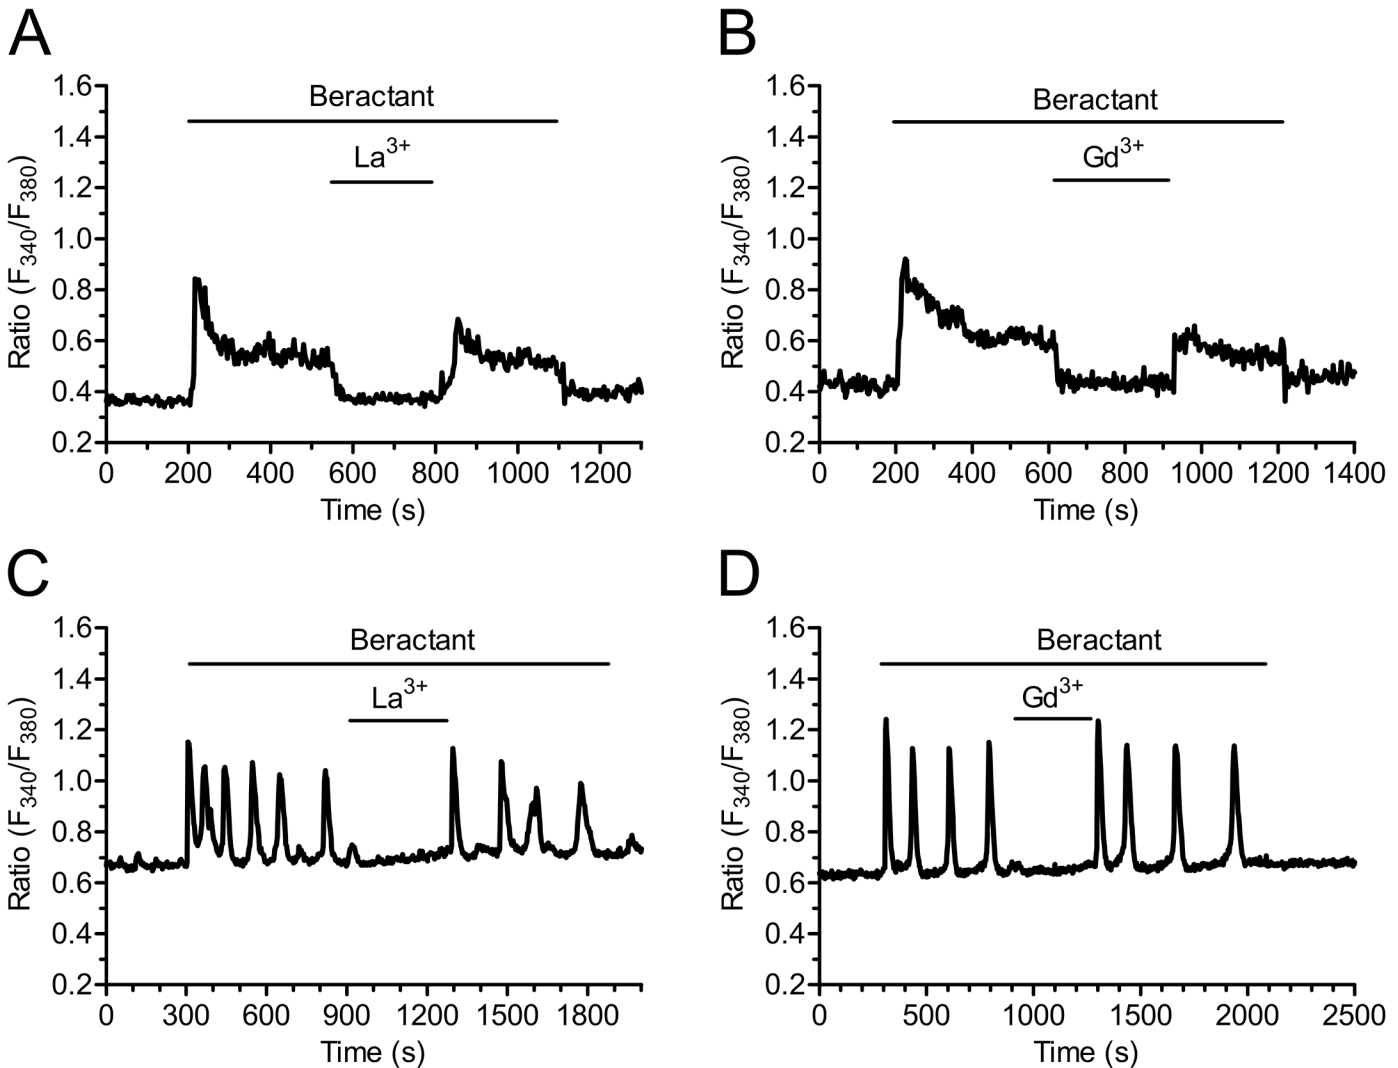 A
Beractant
La3+
Ratio (F340/F380)
1.6
1.4
1.2
1.0
0.8
0.6
0.4
0.2
0 200 400 600 800 1000 1200
Time (s)
B
Beractant
Gd3+
Ratio (F340/F380)
1.6
1.4
1.2
1.0
0.8
0.6
0.4
0.2
0 200 400 600 800 1000 1200 1400
Time (s)
C
Beractant
La3+
Ratio (F340/F380)
1.6
1.4
1.2
1.0
0.8
0.6
0.4
0.2
0 300 600 900 1200 1500 1800
Time (s)
D
Beractant
Gd3+
Ratio (F340/F380)
1.6
1.4
1.2
1.0
0.8
0.6
0.4
0.2
0 500 1000 1500 2000 2500
Time (s)